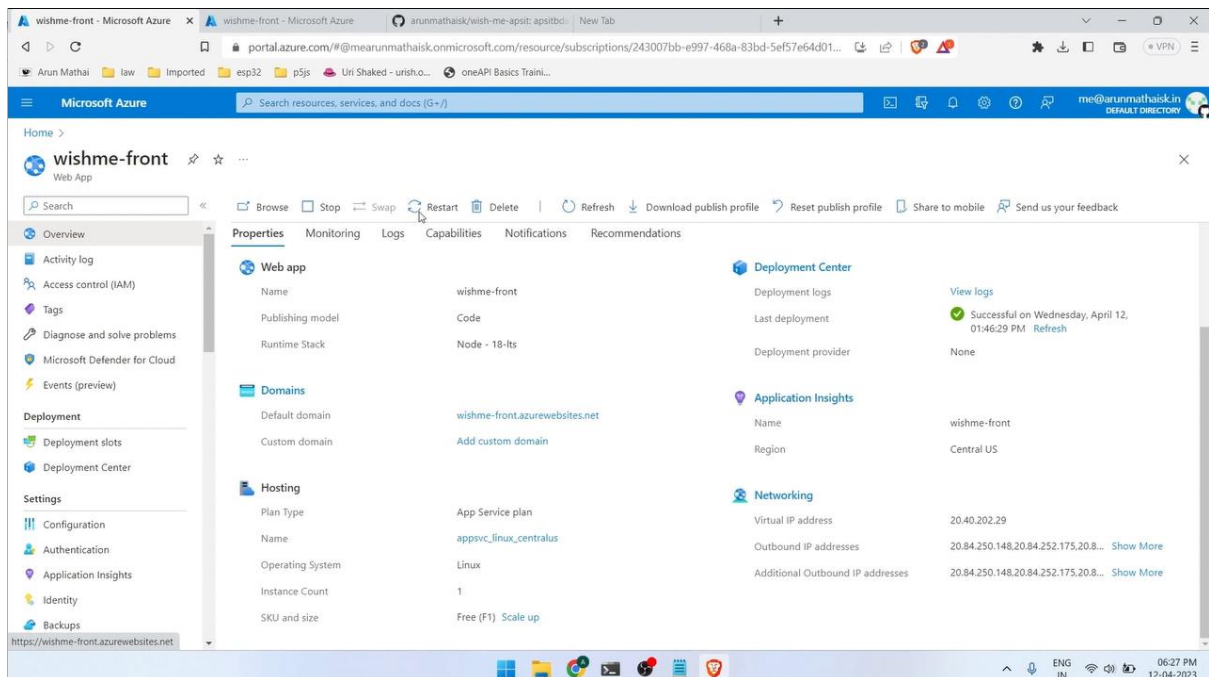 wishme-front - Microsoft Azure
wishme-front - Microsoft Azure
arunmathaisk/wish-me-apsit: apsitbd
New Tab
portal.azure.com/#@mearunmathaisk.onmicrosoft.com/resource/subscriptions/243007bb-e997-468a-83bd-5ef57e64d01...
VPN
Arun Mathai
law
Imported
esp32
p5js
Uri Shaked - urish.o...
oneAPI Basics Traini...
Microsoft Azure
Search resources, services, and docs (G+/)
me@arunmathaisk.in
DEFAULT DIRECTORY
Home >
wishme-front
Web App
Search
Browse
Stop
Swap
Restart
Delete
Refresh
Download publish profile
Reset publish profile
Share to mobile
Send us your feedback
Overview
Activity log
Access control (IAM)
Tags
Diagnose and solve problems
Microsoft Defender for Cloud
Events (preview)
Deployment
Deployment slots
Deployment Center
Settings
Configuration
Authentication
Application Insights
Identity
Backups
https://wishme-front.azurewebsites.net
Properties
Monitoring
Logs
Capabilities
Notifications
Recommendations
Web app
Name wishme-front
Publishing model Code
Runtime Stack Node - 18-lts
Domains
Default domain wishme-front.azurewebsites.net
Custom domain Add custom domain
Hosting
Plan Type App Service plan
Name appsvc_linux_centralus
Operating System Linux
Instance Count 1
SKU and size Free (F1) Scale up
Deployment Center
Deployment logs View logs
Last deployment Successful on Wednesday, April 12,
01:46:29 PM Refresh
Deployment provider None
Application Insights
Name wishme-front
Region Central US
Networking
Virtual IP address 20.40.202.29
Outbound IP addresses 20.84.250.148,20.84.252.175,20.8... Show More
Additional Outbound IP addresses 20.84.250.148,20.84.252.175,20.8... Show More
ENG
IN
06:27 PM
12-04-2023